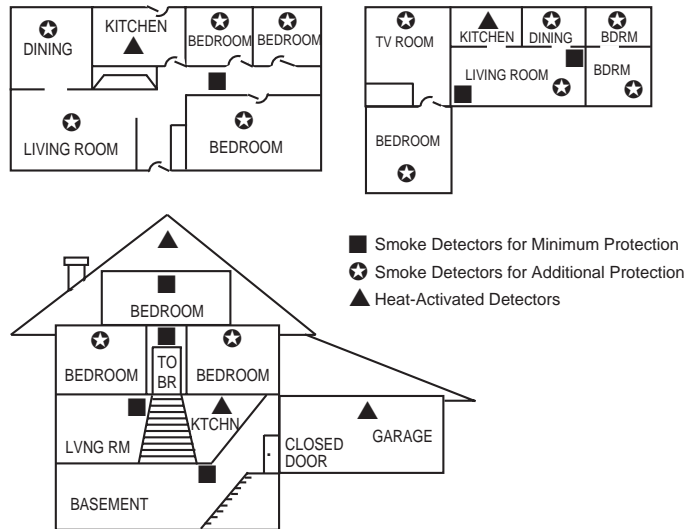 DINING
KITCHEN
BEDROOM
BEDROOM
LIVING ROOM
BEDROOM
TV ROOM
KITCHEN
DINING
BDRM
LIVING ROOM
BDRM
BEDROOM
Smoke Detectors for Minimum Protection
Smoke Detectors for Additional Protection
Heat-Activated Detectors
BEDROOM
BEDROOM
TO
BR
BEDROOM
LVNG RM
KTCHN
CLOSED
DOOR
GARAGE
BASEMENT